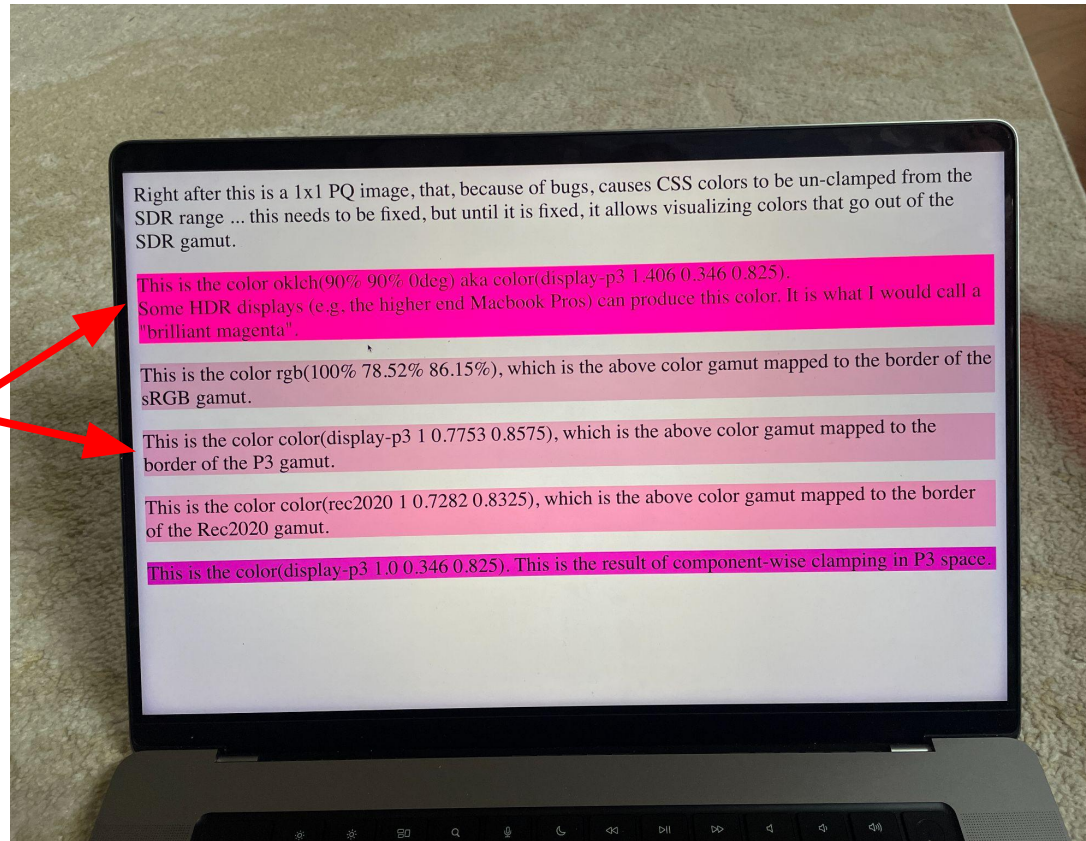 Right after this is a 1x1 PQ image, that, because of bugs, causes CSS colors to be un-clamped from the
SDR range ... this needs to be fixed, but until it is fixed, it allows visualizing colors that go out of the
SDR gamut.
This is the color oklch(90% 90% 0deg) aka color(display-p3 1.406 0.346 0.825).
Some HDR displays (e.g, the higher end Macbook Pros) can produce this color. It is what I would call a
"brilliant magenta".
This is the color rgb(100% 78.52% 86.15%), which is the above color gamut mapped to the border of the
sRGB gamut.
This is the color color(display-p3 1 0.7753 0.8575), which is the above color gamut mapped to the
border of the P3 gamut.
This is the color color(rec2020 1 0.7282 0.8325), which is the above color gamut mapped to the border
of the Rec2020 gamut.
This is the color(display-p3 1.0 0.346 0.825). This is the result of component-wise clamping in P3 space.